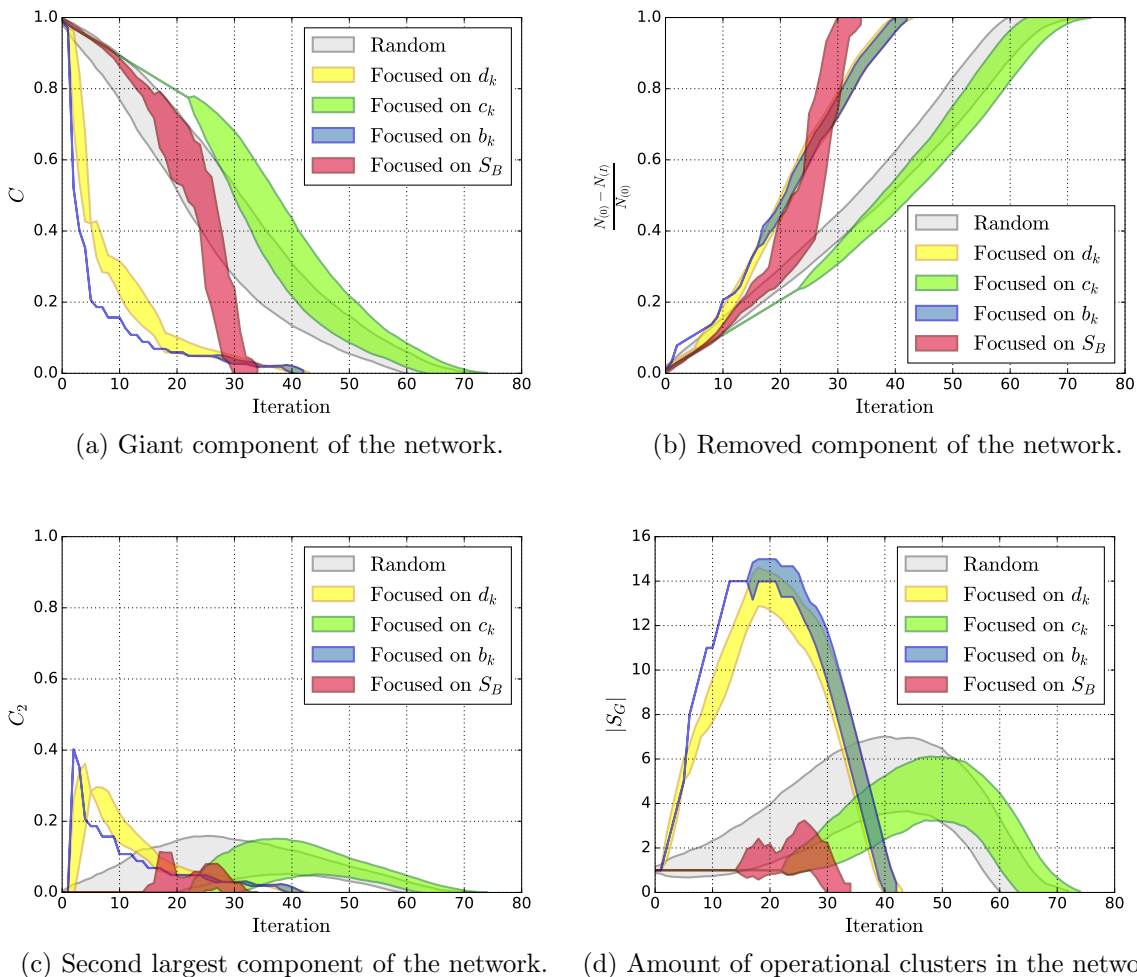 1.0
0.8
0.6
0.4
0.2
0.0
C
0 10 20 30 40 50 60 70 80
Iteration
Random
Focused on d_k
Focused on c_k
Focused on b_k
Focused on S_B
(a) Giant component of the network.
1.0
0.8
0.6
0.4
0.2
0.0
N_(0) − N_(I)
N_(0)
0 10 20 30 40 50 60 70 80
Iteration
Random
Focused on d_k
Focused on c_k
Focused on b_k
Focused on S_B
(b) Removed component of the network.
1.0
0.8
0.6
0.4
0.2
0.0
C_2
0 10 20 30 40 50 60 70 80
Iteration
Random
Focused on d_k
Focused on c_k
Focused on b_k
Focused on S_B
(c) Second largest component of the network.
16
14
12
10
8
6
4
2
0
|S_G|
0 10 20 30 40 50 60 70 80
Iteration
Random
Focused on d_k
Focused on c_k
Focused on b_k
Focused on S_B
(d) Amount of operational clusters in the netwo